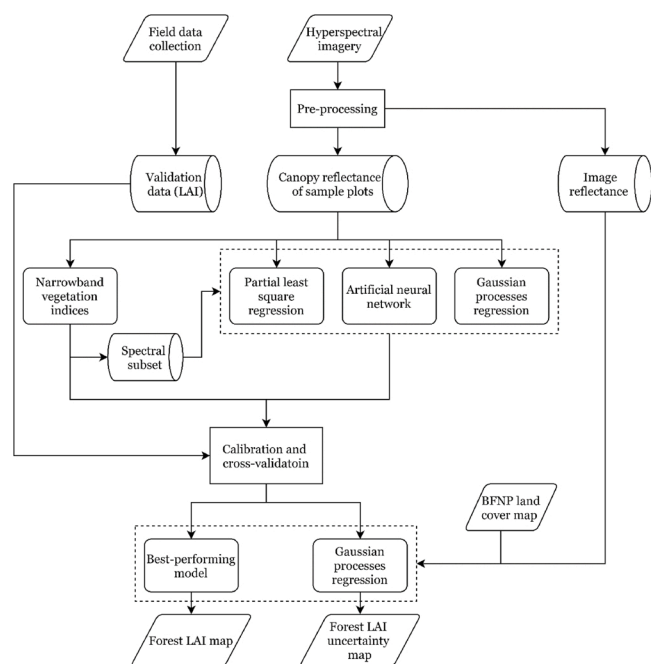 Field data
collection
Hyperspectral
imagery
Pre-processing
Validation
data (LAI)
Canopy reflectance
of sample plots
Image
reflectance
Narrowband
vegetation
indices
Partial least
square
regression
Artificial neural
network
Gaussian
processes
regression
Spectral
subset
Calibration and
cross-validatoin
BFNP land
cover map
Best-performing
model
Gaussian
processes
regression
Forest LAI map
Forest LAI
uncertainty
map